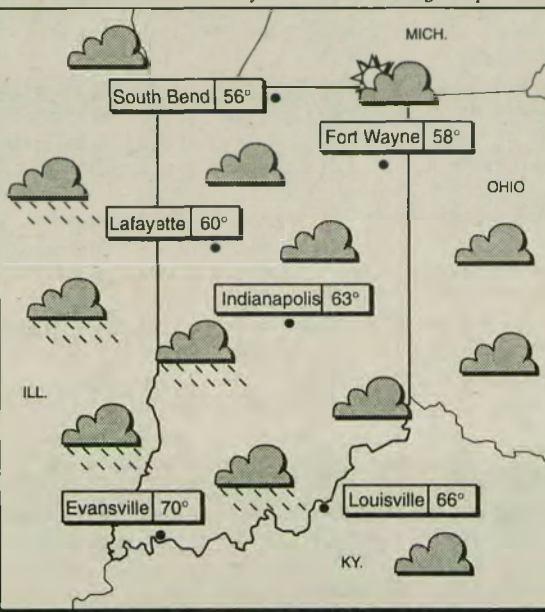 MICH.
South Bend 56°
Fort Wayne 58°
OHIO
Lafayette 60°
Indianapolis 63°
ILL.
Evansville 70°
Louisville 66°
KY.